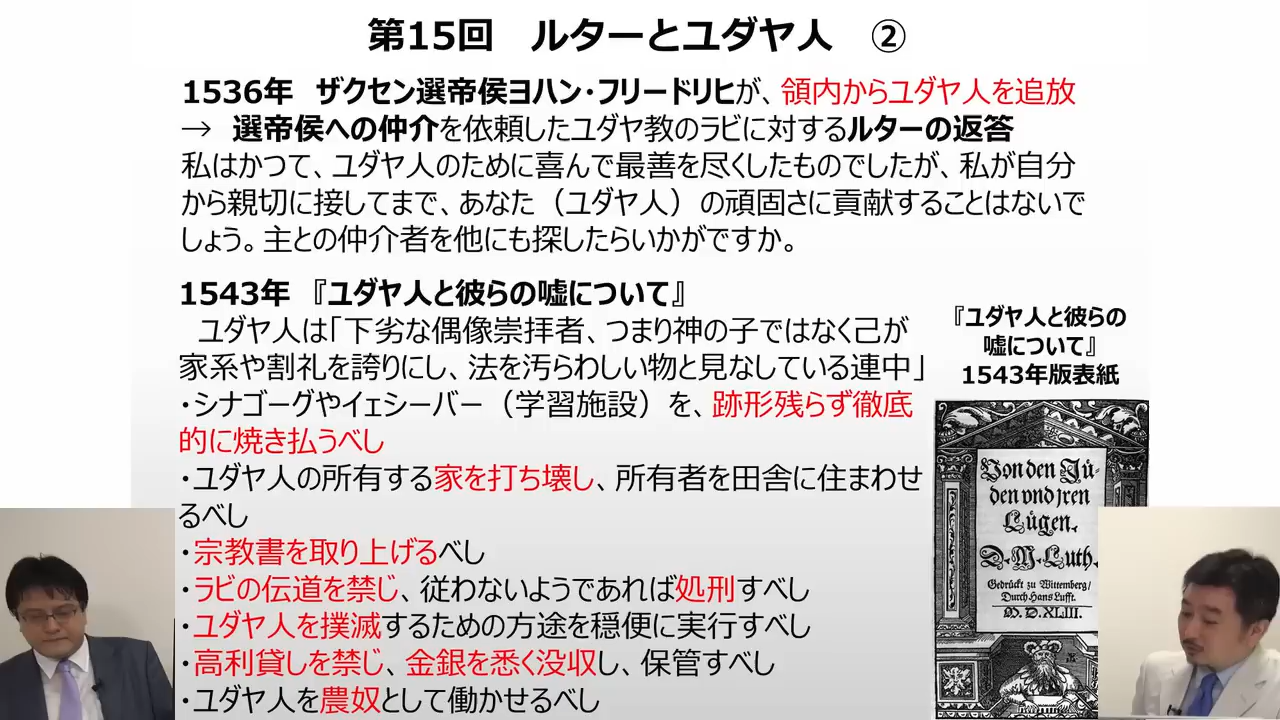 第15回 ルターとユダヤ人 ②
1536年 ザクセン選帝侯ヨハン・フリードリヒが、領内からユダヤ人を追放
→ 選帝侯への仲介を依頼したユダヤ教のラビに対するルターの返答
私はかつて、ユダヤ人のために喜んで最善を尽くしたものでしたが、私が自分
から親切に接してまで、あなた（ユダヤ人）の頑固さに貢献することはないで
しょう。主との仲介者を他にも探したらいかがですか。
1543年 『ユダヤ人と彼らの嘘について』
ユダヤ人は「下劣な偶像崇拝者、つまり神の子ではなく己が
家系や割礼を誇りにし、法を汚らわしい物と見なしている連中」
・シナゴーグやイェシーバー（学習施設）を、跡形残らず徹底
的に焼き払うべし
・ユダヤ人の所有する家を打ち壊し、所有者を田舎に住まわせ
るべし
・宗教書を取り上げるべし
・ラビの伝道を禁じ、従わないようであれば処刑すべし
・ユダヤ人を撲滅するための方途を穏便に実行すべし
・高利貸しを禁じ、金銀を悉く没収し、保管すべし
・ユダヤ人を農奴として働かせるべし
『ユダヤ人と彼らの
嘘について』
1543年版表紙
Von den Jü-
den vnd jren
Lügen.
D. M. Luth.
Gedrückt zu Wittemberg/
Durch Hans Lufft.
M. D. XLIII.